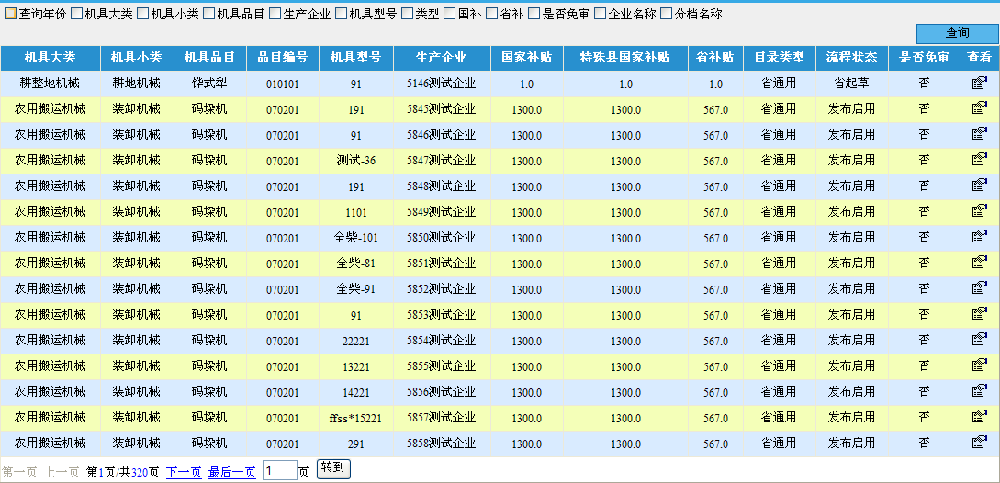 查询年份 机具大类 机具小类 机具品目 生产企业 机具型号 类型 国补 省补 是否免审 企业名称 分档名称
查询
机具大类 机具小类 机具品目 品目编号 机具型号 生产企业 国家补贴 特殊县国家补贴 省补贴 目录类型 流程状态 是否免审 查看
耕整地机械 耕地机械 铧式犁 010101 91 5146测试企业 1.0 1.0 1.0 省通用 省起草 否
农用搬运机械 装卸机械 码垛机 070201 191 5845测试企业 1300.0 1300.0 567.0 省通用 发布启用 否
农用搬运机械 装卸机械 码垛机 070201 91 5846测试企业 1300.0 1300.0 567.0 省通用 发布启用 否
农用搬运机械 装卸机械 码垛机 070201 测试-36 5847测试企业 1300.0 1300.0 567.0 省通用 发布启用 否
农用搬运机械 装卸机械 码垛机 070201 191 5848测试企业 1300.0 1300.0 567.0 省通用 发布启用 否
农用搬运机械 装卸机械 码垛机 070201 1101 5849测试企业 1300.0 1300.0 567.0 省通用 发布启用 否
农用搬运机械 装卸机械 码垛机 070201 全柴-101 5850测试企业 1300.0 1300.0 567.0 省通用 发布启用 否
农用搬运机械 装卸机械 码垛机 070201 全柴-81 5851测试企业 1300.0 1300.0 567.0 省通用 发布启用 否
农用搬运机械 装卸机械 码垛机 070201 全柴-91 5852测试企业 1300.0 1300.0 567.0 省通用 发布启用 否
农用搬运机械 装卸机械 码垛机 070201 91 5853测试企业 1300.0 1300.0 567.0 省通用 发布启用 否
农用搬运机械 装卸机械 码垛机 070201 22221 5854测试企业 1300.0 1300.0 567.0 省通用 发布启用 否
农用搬运机械 装卸机械 码垛机 070201 13221 5855测试企业 1300.0 1300.0 567.0 省通用 发布启用 否
农用搬运机械 装卸机械 码垛机 070201 14221 5856测试企业 1300.0 1300.0 567.0 省通用 发布启用 否
农用搬运机械 装卸机械 码垛机 070201 ffss*15221 5857测试企业 1300.0 1300.0 567.0 省通用 发布启用 否
农用搬运机械 装卸机械 码垛机 070201 291 5858测试企业 1300.0 1300.0 567.0 省通用 发布启用 否
第一页 上一页 第1页/共320页 下一页 最后一页 1 页 转到